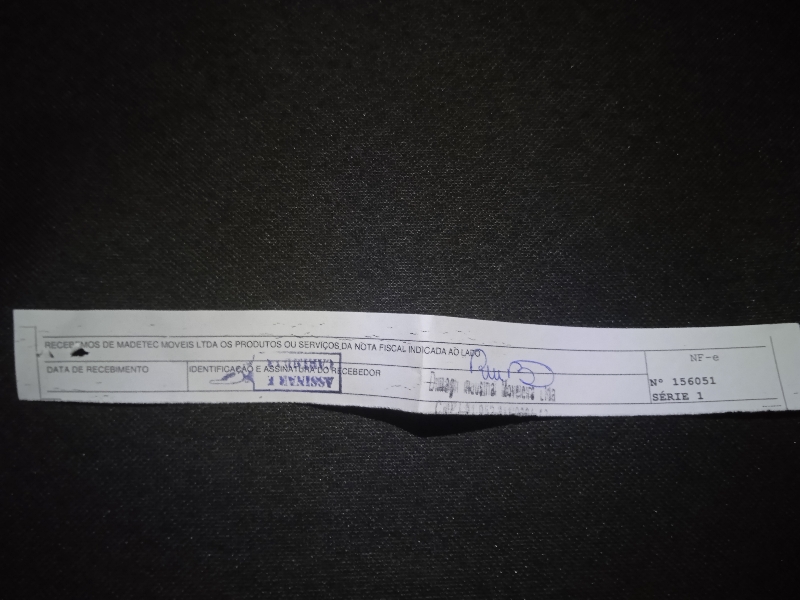 RECEBEMOS DE MADETEC MOVEIS LTDA OS PRODUTOS OU SERVIÇOS DA NOTA FISCAL INDICADA AO LADO
NF-e
DATA DE RECEBIMENTO
IDENTIFICAÇÃO E ASSINATURA DO RECEBEDOR
Nº 156051
SÉRIE 1
ASSINAR E